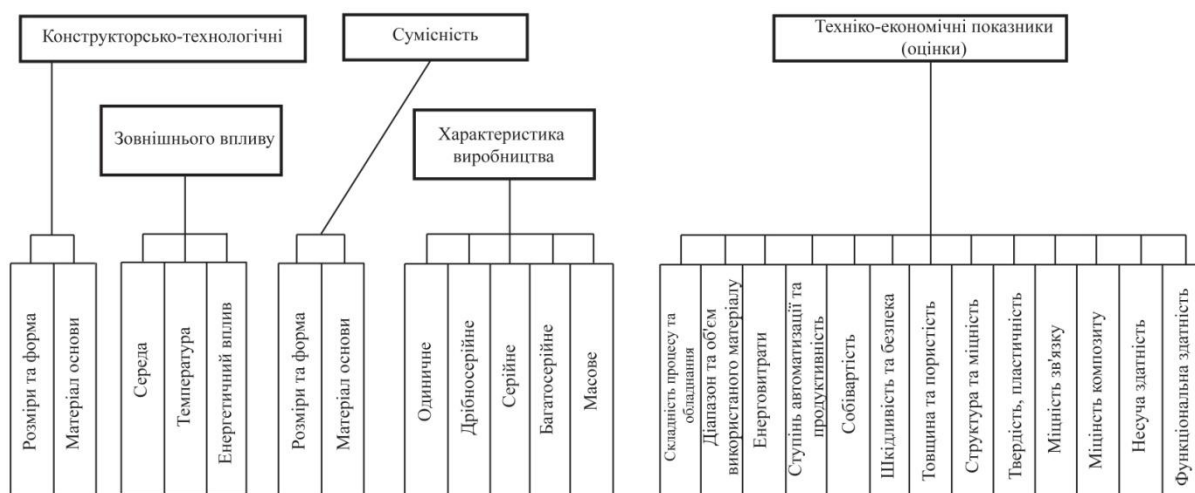 Конструкторсько-технологічні
Сумісність
Техніко-економічні показники
(оцінки)
Зовнішнього впливу
Характеристика
виробництва
Розміри та форма
Матеріал основи
Середа
Температура
Енергетичний вплив
Розміри та форма
Матеріал основи
Одиничне
Дрібносерійне
Серійне
Багатосерійне
Масове
Складність процесу та
обладнання
Діапазон та об'єм
використаного матеріалу
Енерговитрати
Ступінь автоматизації та
продуктивність
Собівартість
Шкідливість та безпека
Товщина та пористість
Структура та міцність
Твердість, пластичність
Міцність зв'язку
Міцінсть композиту
Несуча здатність
Функціональна здатність